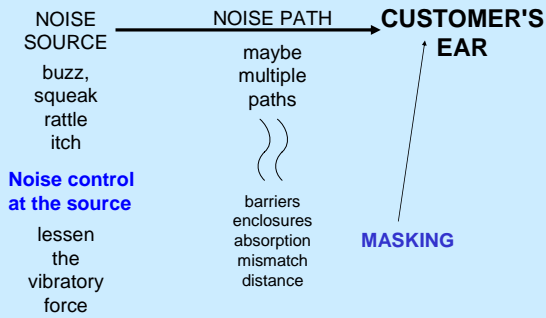 NOISE
SOURCE
buzz,
squeak
rattle
itch
Noise control
at the source
lessen
the
vibratory
force
NOISE PATH
maybe
multiple
paths
barriers
enclosures
absorption
mismatch
distance
CUSTOMER'S
EAR
MASKING